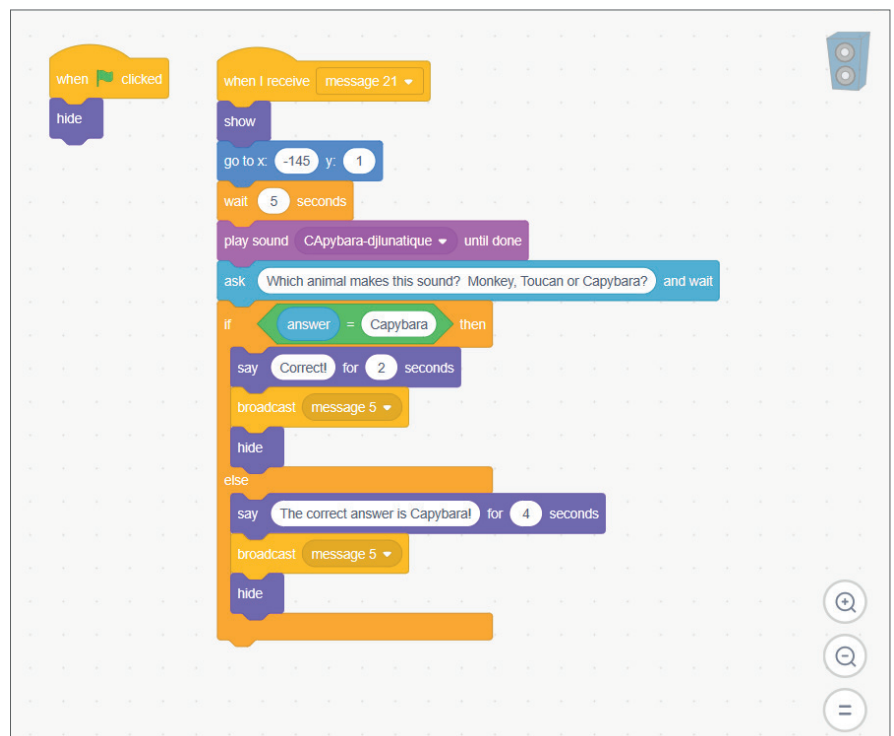 when clicked
hide
when I receive message 21
show
go to x: -145 y: 1
wait 5 seconds
play sound CApybara-djlunatique until done
ask Which animal makes this sound? Monkey, Toucan or Capybara? and wait
if answer = Capybara then
say Correct! for 2 seconds
broadcast message 5
hide
else
say The correct answer is Capybara! for 4 seconds
broadcast message 5
hide